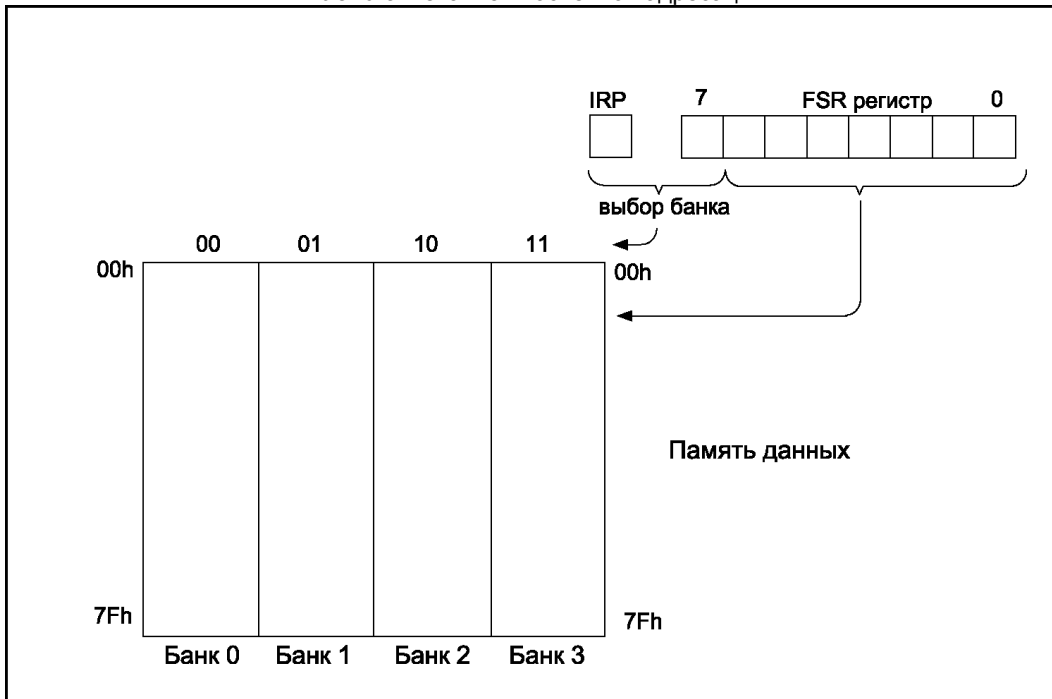 IRP 7 FSR регистр 0
выбор банка
00 01 10 11
00h 00h
Память данных
7Fh 7Fh
Банк 0 Банк 1 Банк 2 Банк 3